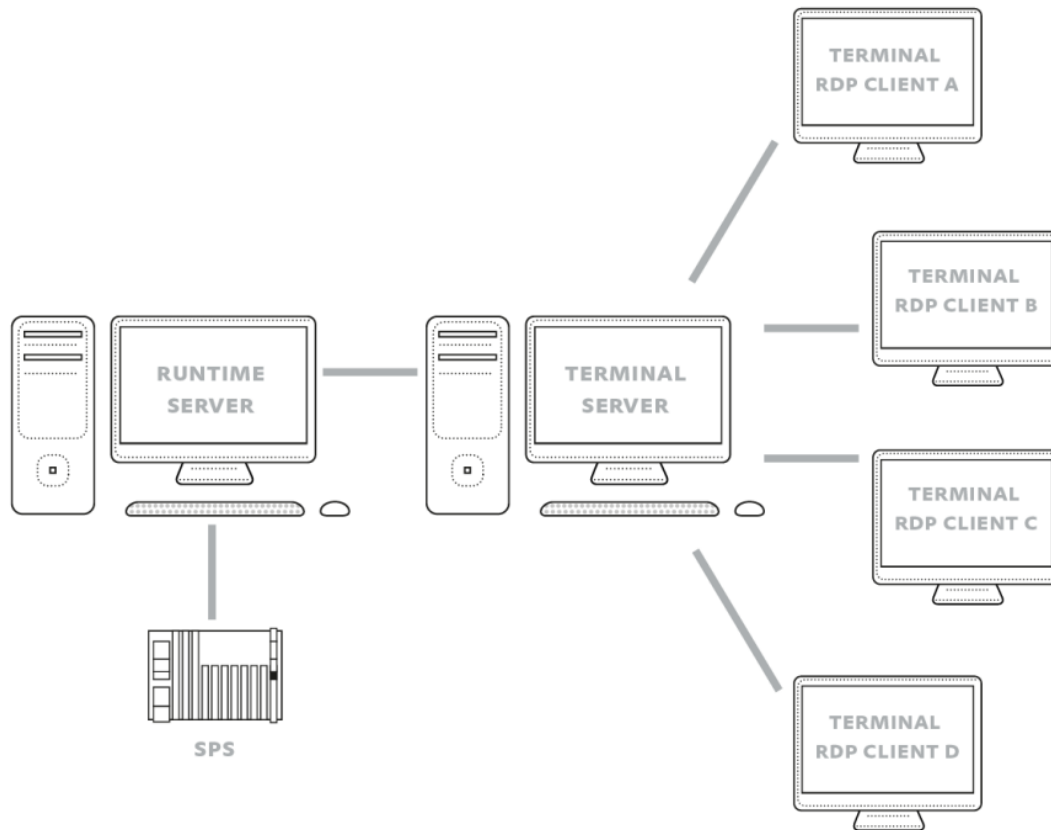 TERMINAL
RDP CLIENT A
TERMINAL
RDP CLIENT B
RUNTIME
SERVER
TERMINAL
SERVER
TERMINAL
RDP CLIENT C
SPS
TERMINAL
RDP CLIENT D